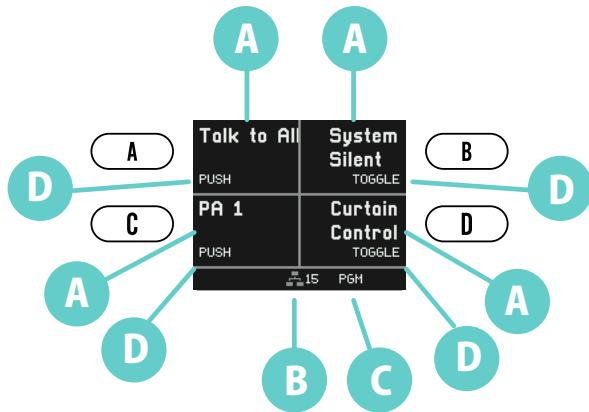 A A
Talk to All System
Silent
A B
PUSH TOGGLE
D D
PA 1 Curtain
C D
Control
PUSH TOGGLE
A A
15 PGM
D D
B C